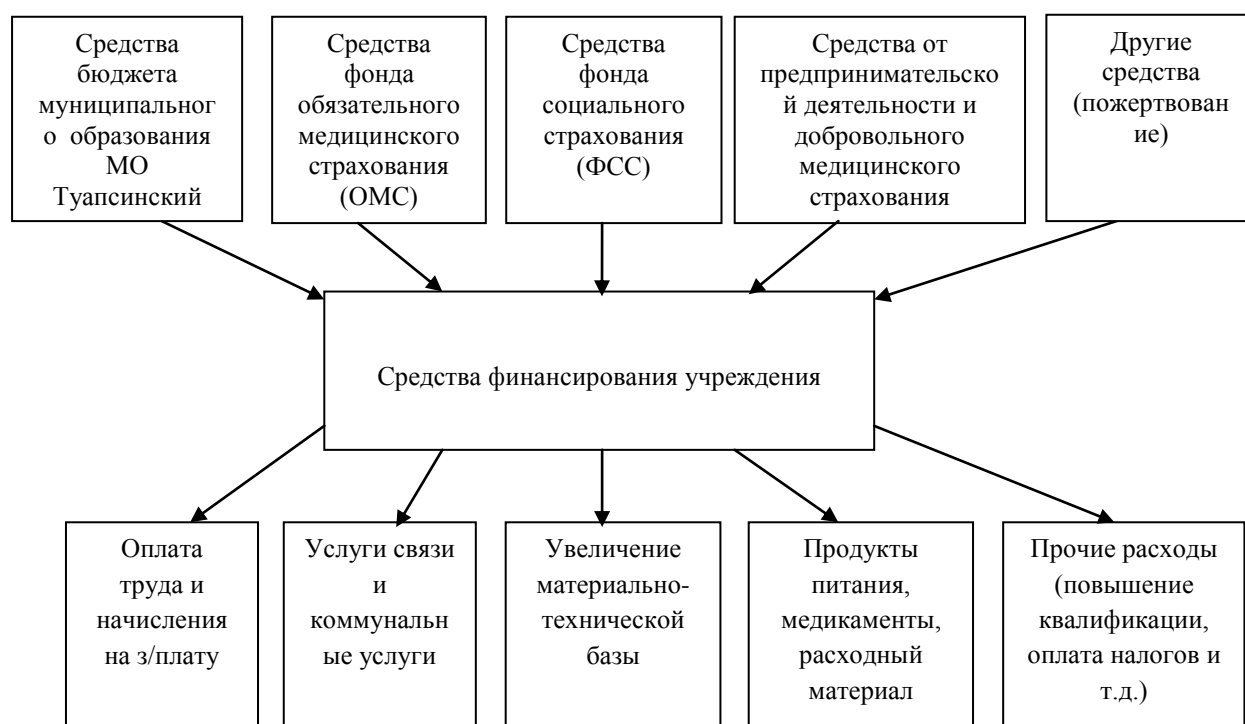 Средства
бюджета
муниципальног
о образования
МО
Туапсинский
Средства
фонда
обязательного
медицинского
страхования
(ОМС)
Средства
фонда
социального
страхования
(ФСС)
Средства от
предпринимательско
й деятельности и
добровольного
медицинского
страхования
Другие
средства
(пожертвован
ие)
Средства финансирования учреждения
Оплата
труда и
начисления
на з/плату
Услуги связи
и
коммунальн
ые услуги
Увеличение
материально-
технической
базы
Продукты
питания,
медикаменты,
расходный
материал
Прочие расходы
(повышение
квалификации,
оплата налогов и
т.д.)